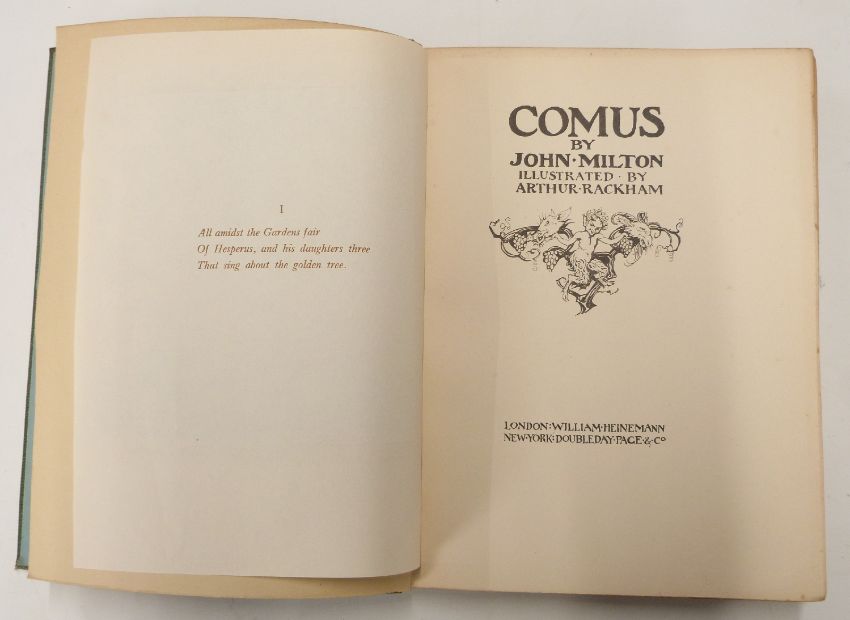 I
All amidst the Gardens fair
Of Hesperus, and his daughters three
That sing about the golden tree.
COMUS
BY
JOHN·MILTON
ILLUSTRATED·BY
ARTHUR·RACKHAM
LONDON:WILLIAM·HEINEMANN
NEW·YORK:DOUBLEDAY·PAGE·&·Co